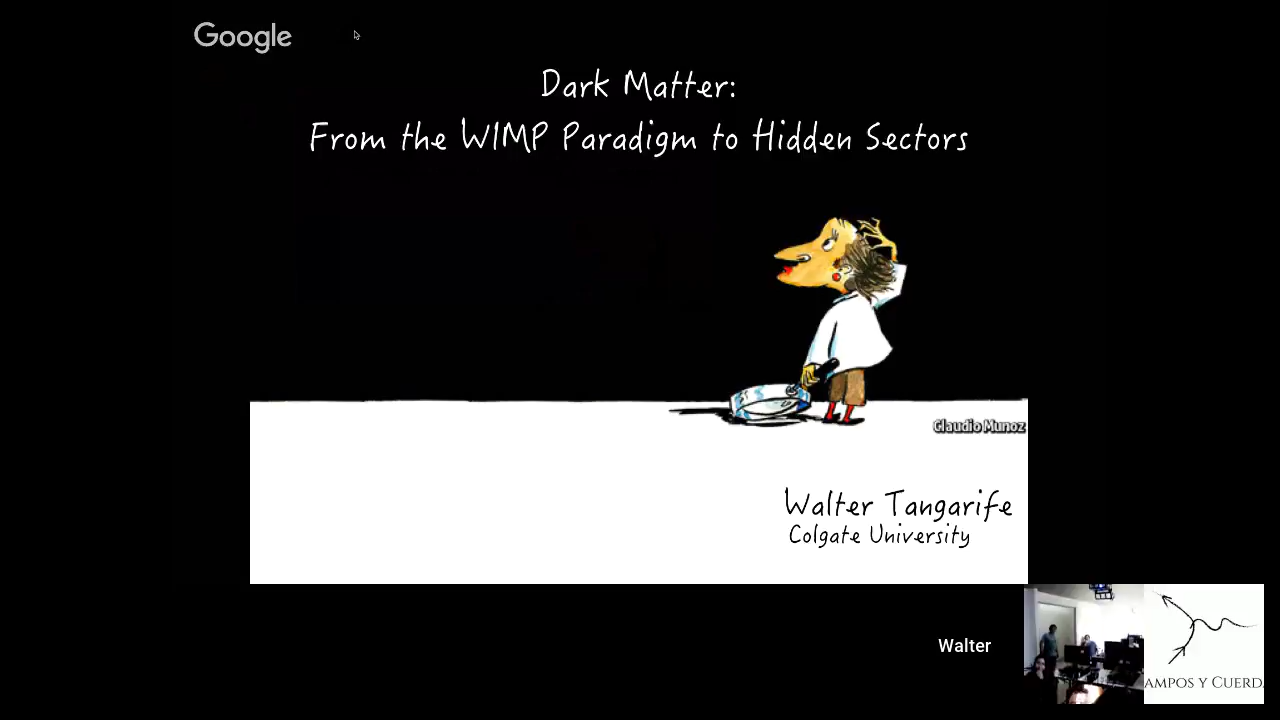 Google
Dark Matter:
From the WIMP Paradigm to Hidden Sectors
Claudio Munoz
Walter Tangarife
Colgate University
Walter
AMPOS Y CUERD